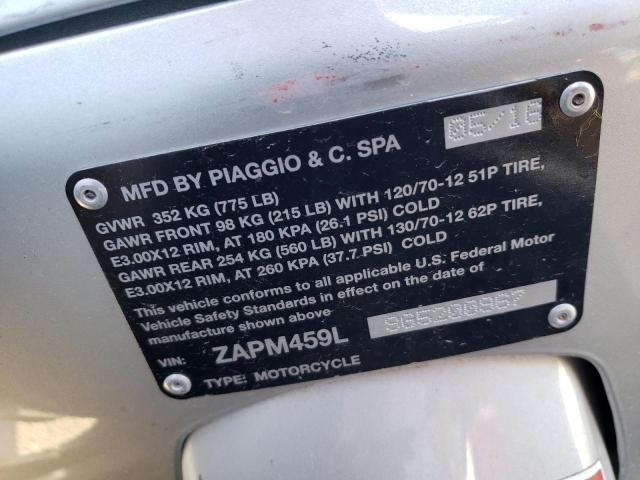 05/16
MFD BY PIAGGIO & C. SPA
GVWR 352 KG (775 LB)
GAWR FRONT 98 KG (215 LB) WITH 120/70-12 51P TIRE,
E3.00X12 RIM, AT 180 KPA (26.1 PSI) COLD
GAWR REAR 254 KG (560 LB) WITH 130/70-12 62P TIRE,
E3.00X12 RIM, AT 260 KPA (37.7 PSI) COLD
This vehicle conforms to all applicable U.S. Federal Motor
Vehicle Safety Standards in effect on the date of
manufacture shown above
VIN: ZAPM459L 9G5200967
TYPE: MOTORCYCLE